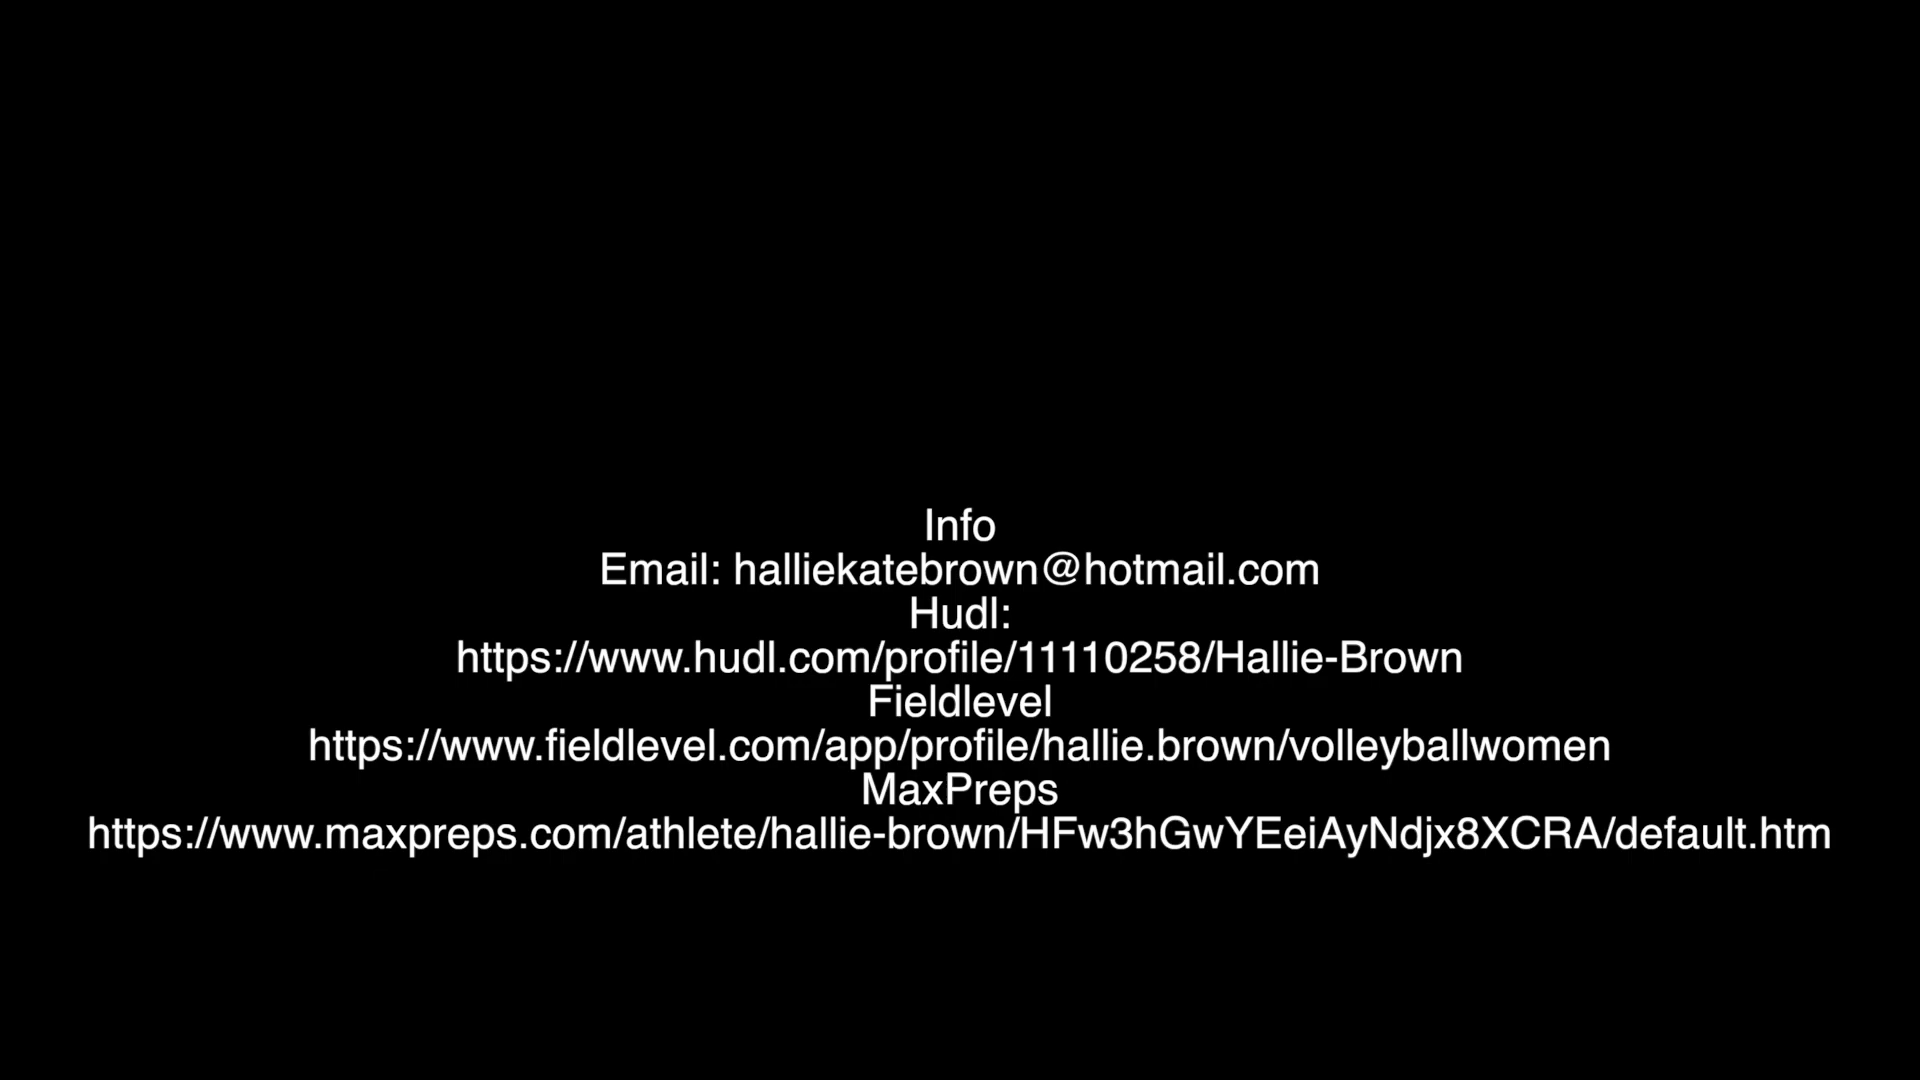 Info
Email: halliekatebrown@hotmail.com
Hudl:
https://www.hudl.com/profile/11110258/Hallie-Brown
Fieldlevel
https://www.fieldlevel.com/app/profile/hallie.brown/volleyballwomen
MaxPreps
https://www.maxpreps.com/athlete/hallie-brown/HFw3hGwYEeiAyNdjx8XCRA/default.htm